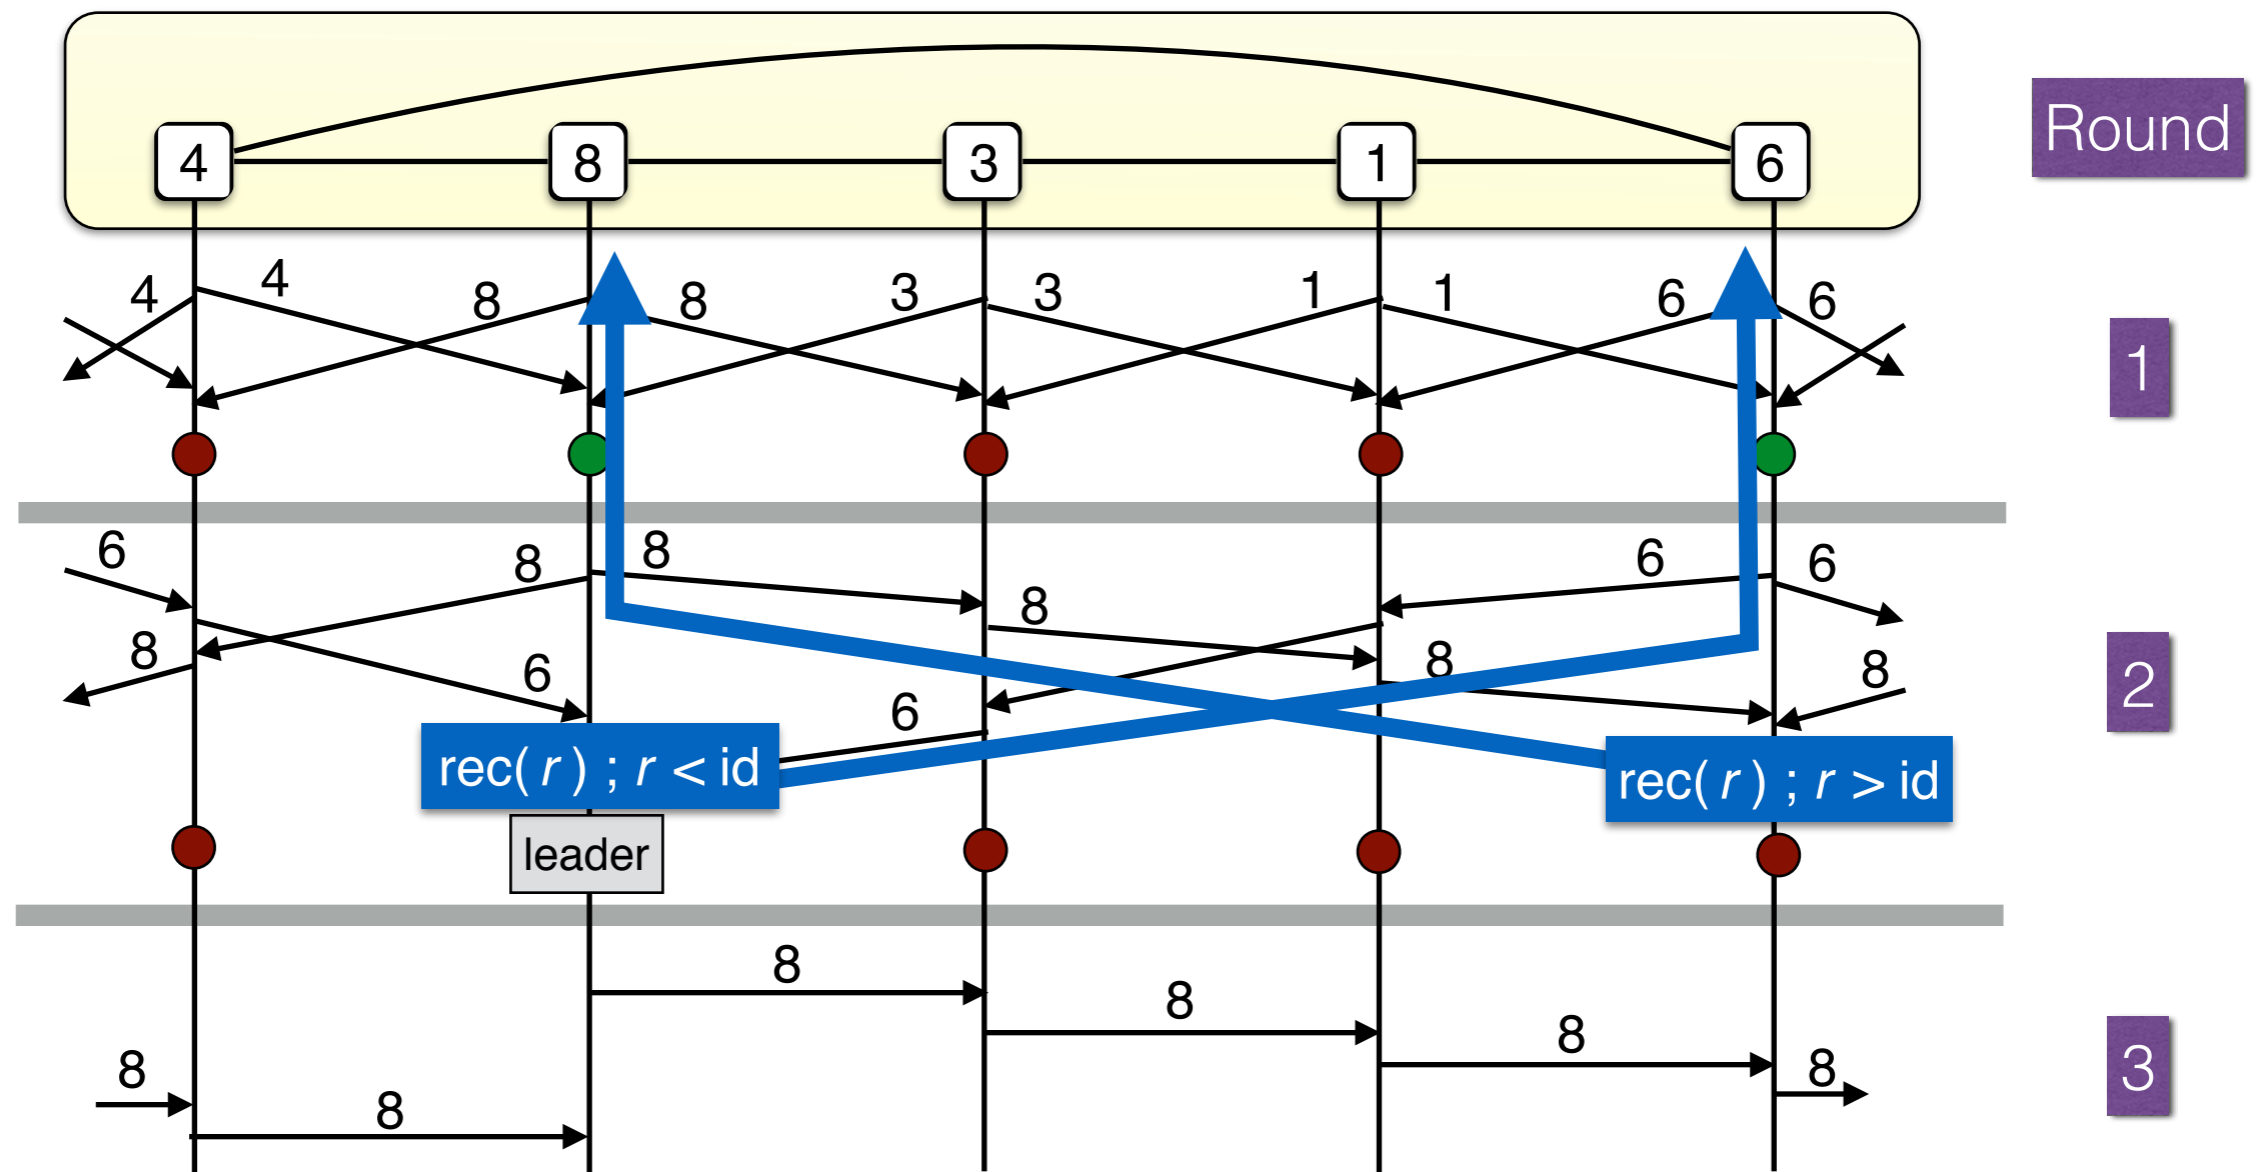 Round
4 8 3 1 6
4 4 8 8 3 3 1 1 6 6
1
6 8 8 6 6
8 6 6 8 8 8
2
rec( r ) ; r < id
rec( r ) ; r > id
leader
8 8 8 8
8 8
3